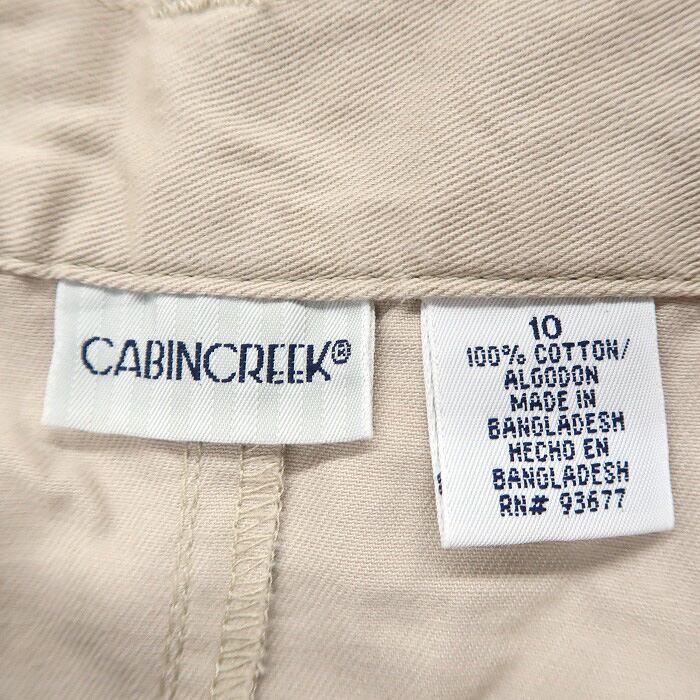 CABINCREEK®
10
100% COTTON/
ALGODON
MADE IN
BANGLADESH
HECHO EN
BANGLADESH
RN# 93677